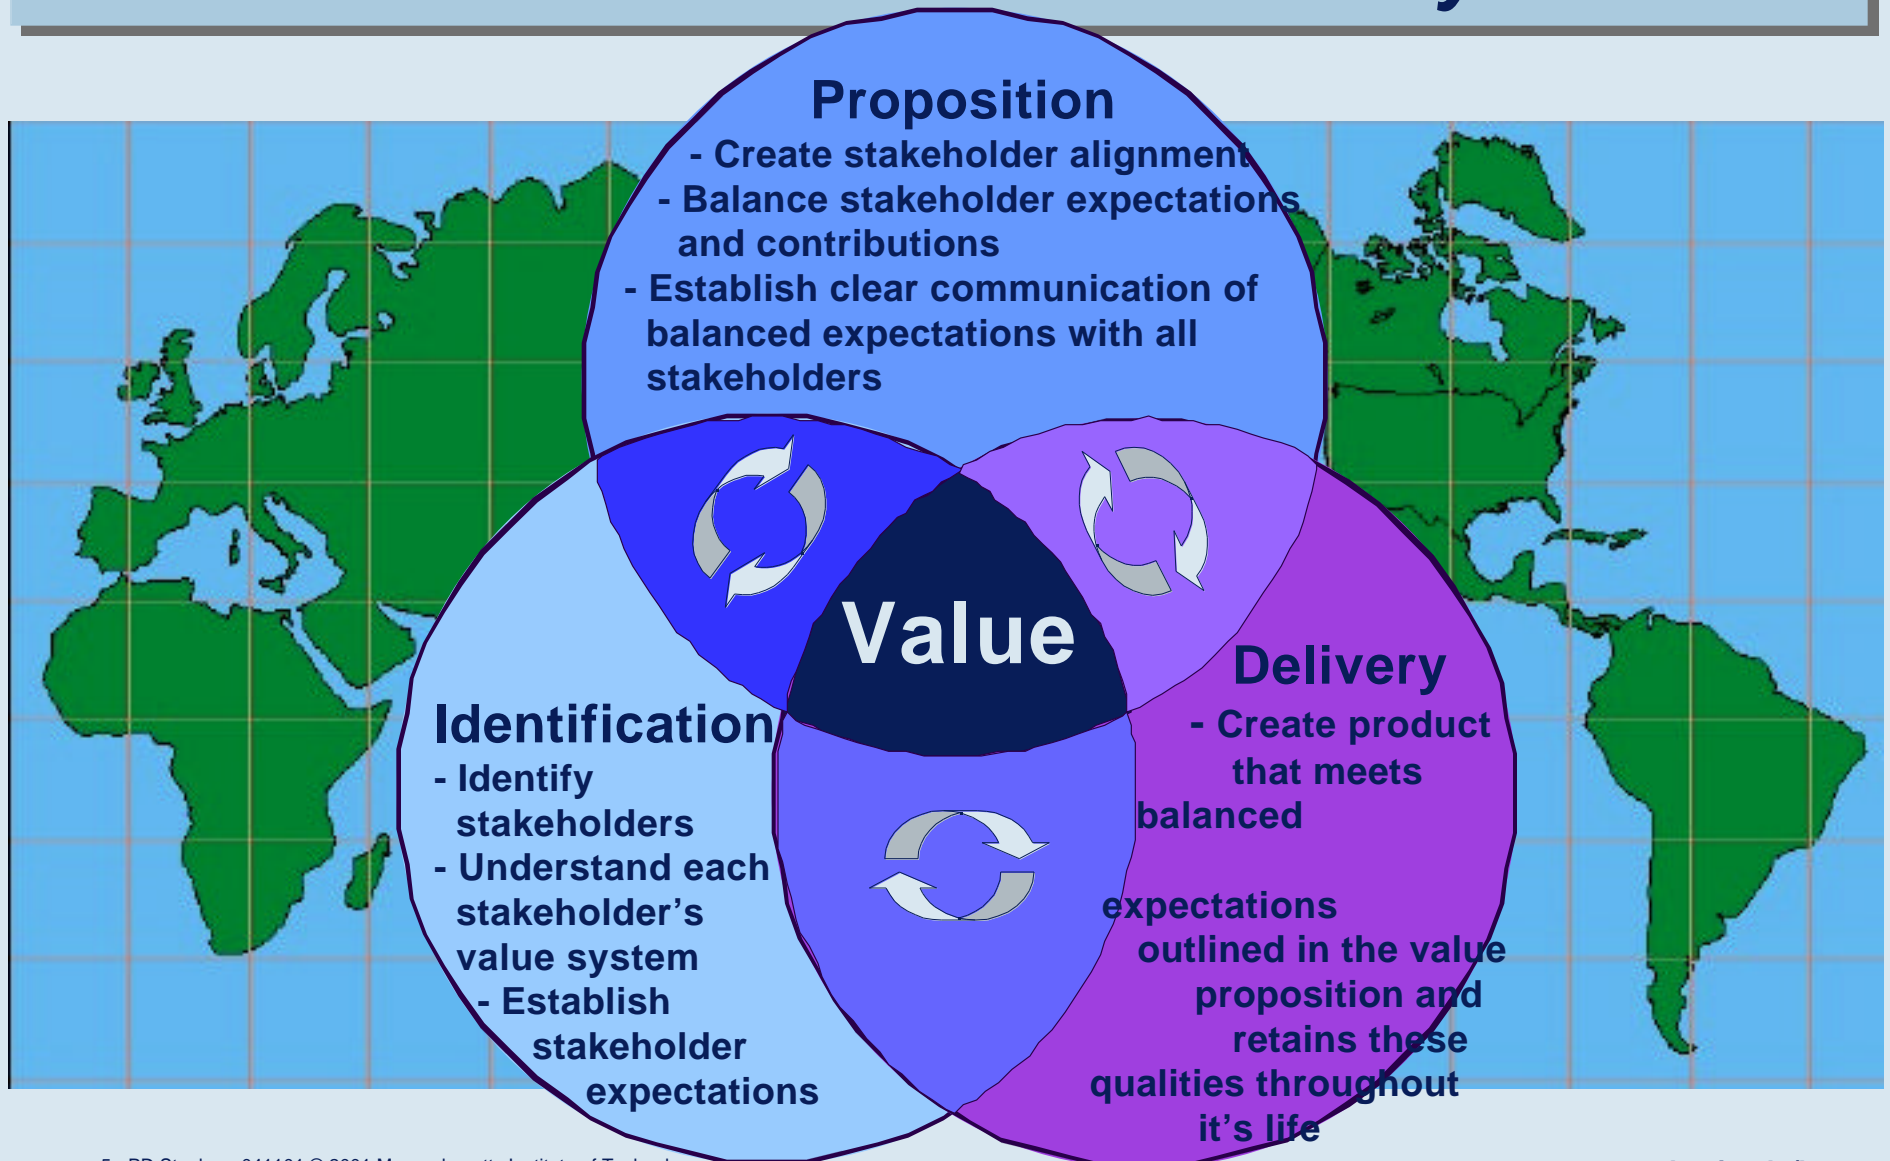 Proposition
- Create stakeholder alignment
- Balance stakeholder expectations
and contributions
- Establish clear communication of
balanced expectations with all
stakeholders
Value
Identification
- Identify
stakeholders
- Understand each
stakeholder’s
value system
- Establish
stakeholder
expectations
Delivery
- Create product
that meets
balanced
expectations
outlined in the value
proposition and
retains these
qualities throughout
it’s life